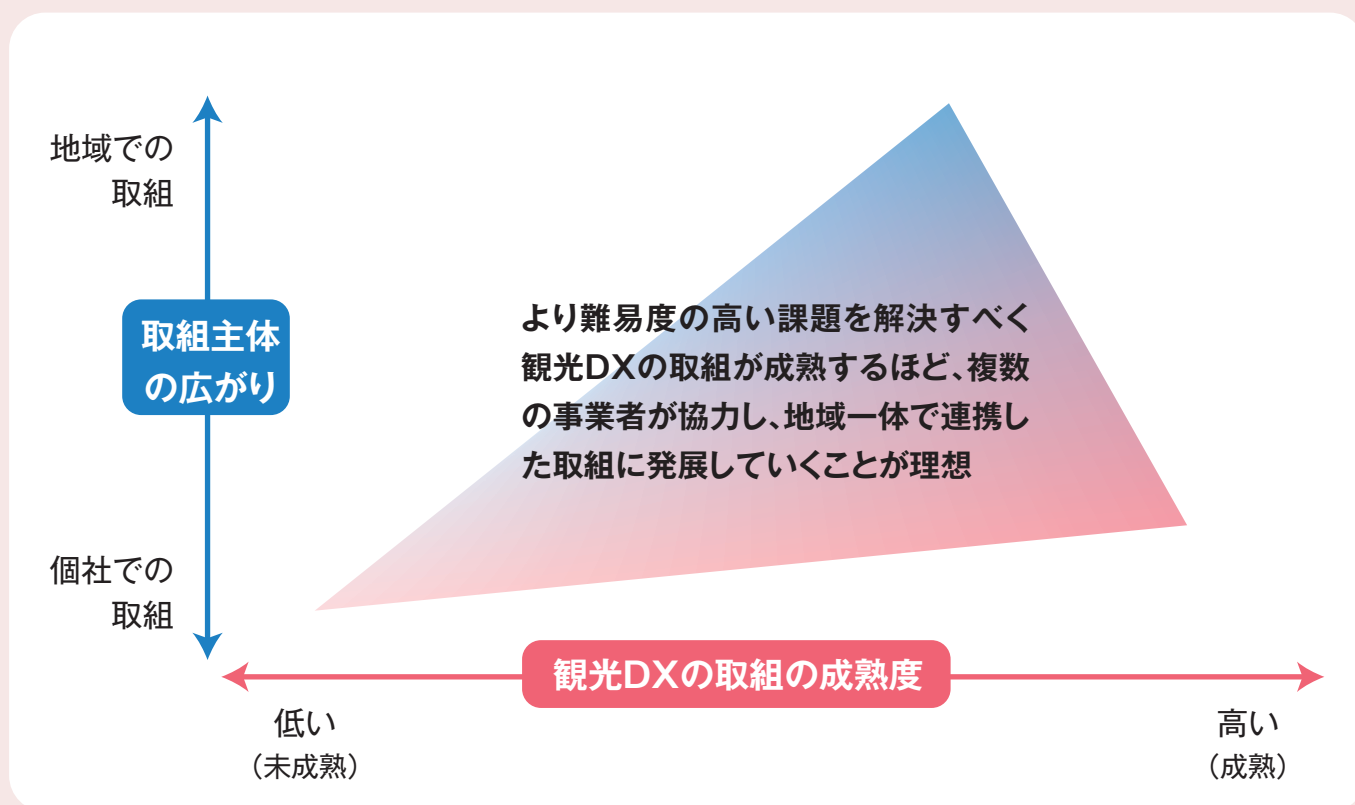 地域での
取組
取組主体
の広がり
より難易度の高い課題を解決すべく
観光DXの取組が成熟するほど、複数
の事業者が協力し、地域一体で連携し
た取組に発展していくことが理想
個社での
取組
観光DXの取組の成熟度
低い
（未成熟）
高い
（成熟）